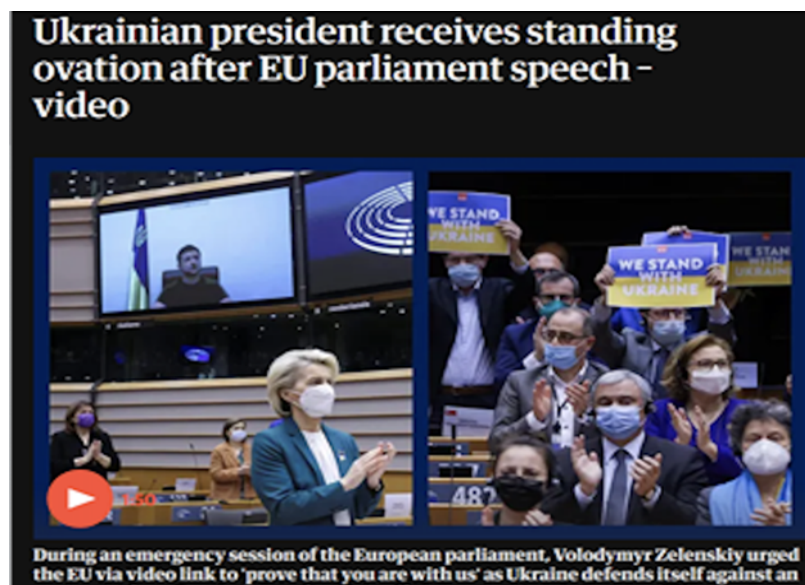 Ukrainian president receives standing
ovation after EU parliament speech –
video
WE STAND
WITH
UKRAINE
WE STAND
WITH
UKRAINE
WE STAND
WITH
UKRAINE
1:50
487
During an emergency session of the European parliament, Volodymyr Zelenskiy urged
the EU via video link to 'prove that you are with us' as Ukraine defends itself against an